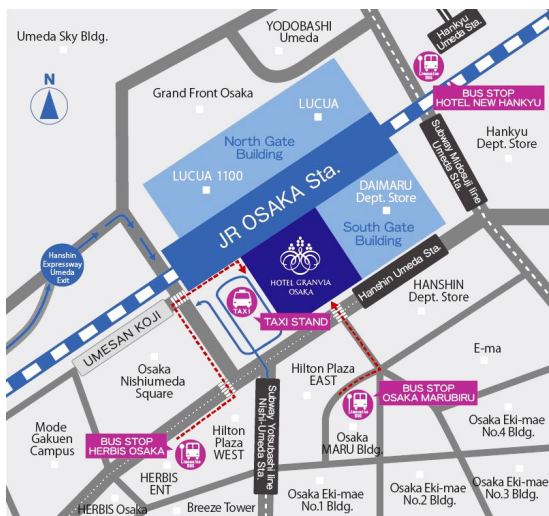 Umeda Sky Bldg.
YODOBASHI
Umeda
Hankyu
Umeda Sta.
N
BUS STOP
HOTEL NEW HANKYU
Grand Front Osaka
LUCUA
North Gate
Building
Subway Midosuji line
Umeda Sta.
Hankyu
Dept. Store
LUCUA 1100
JR OSAKA Sta.
DAIMARU
Dept. Store
South Gate
Building
Hanshin
Expressway
Umeda
Exit
HOTEL GRANVIA
OSAKA
Hanshin Umeda Sta.
HANSHIN
Dept. Store
TAXI
TAXI STAND
UMESAN KOJI
Osaka
Nishiumeda
Square
Hilton Plaza
EAST
E-ma
BUS STOP
OSAKA MARUBIRU
Subway Yotsubashi line
Nishi-Umeda Sta.
Mode
Gakuen
Campus
BUS STOP
HERBIS OSAKA
Hilton
Plaza
WEST
Osaka
MARU Bldg.
Osaka Eki-mae
No.4 Bldg.
HERBIS
ENT
HERBIS Osaka
Breeze Tower
Osaka Eki-mae
No.1 Bldg.
Osaka Eki-mae
No.2 Bldg.
Osaka Eki-mae
No.3 Bldg.